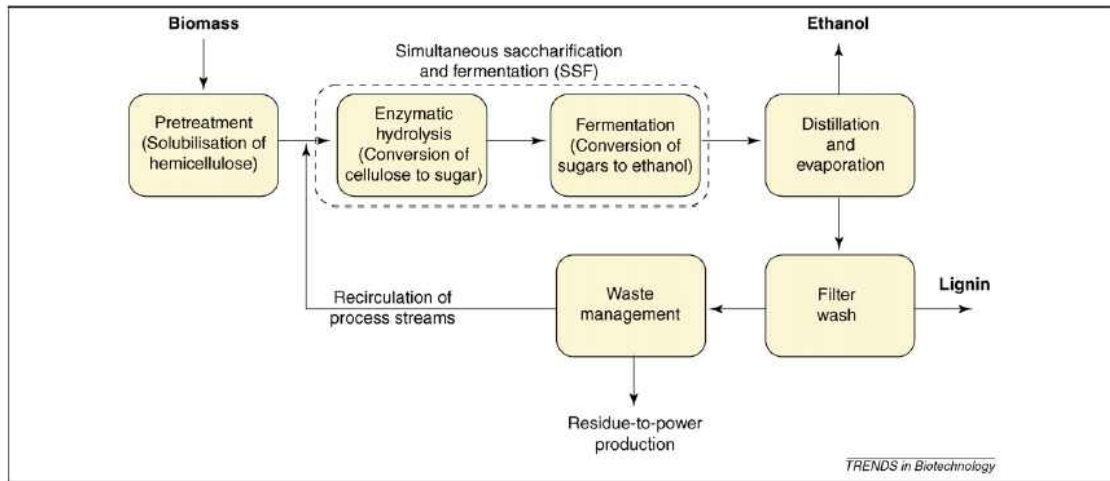 Biomass
Ethanol
Simultaneous saccharification
and fermentation (SSF)
Pretreatment
(Solubilisation of
hemicellulose)
Enzymatic
hydrolysis
(Conversion of
cellulose to sugar)
Fermentation
(Conversion of
sugars to ethanol)
Distillation
and
evaporation
Recirculation of
process streams
Waste
management
Filter
wash
Lignin
Residue-to-power
production
TRENDS in Biotechnology